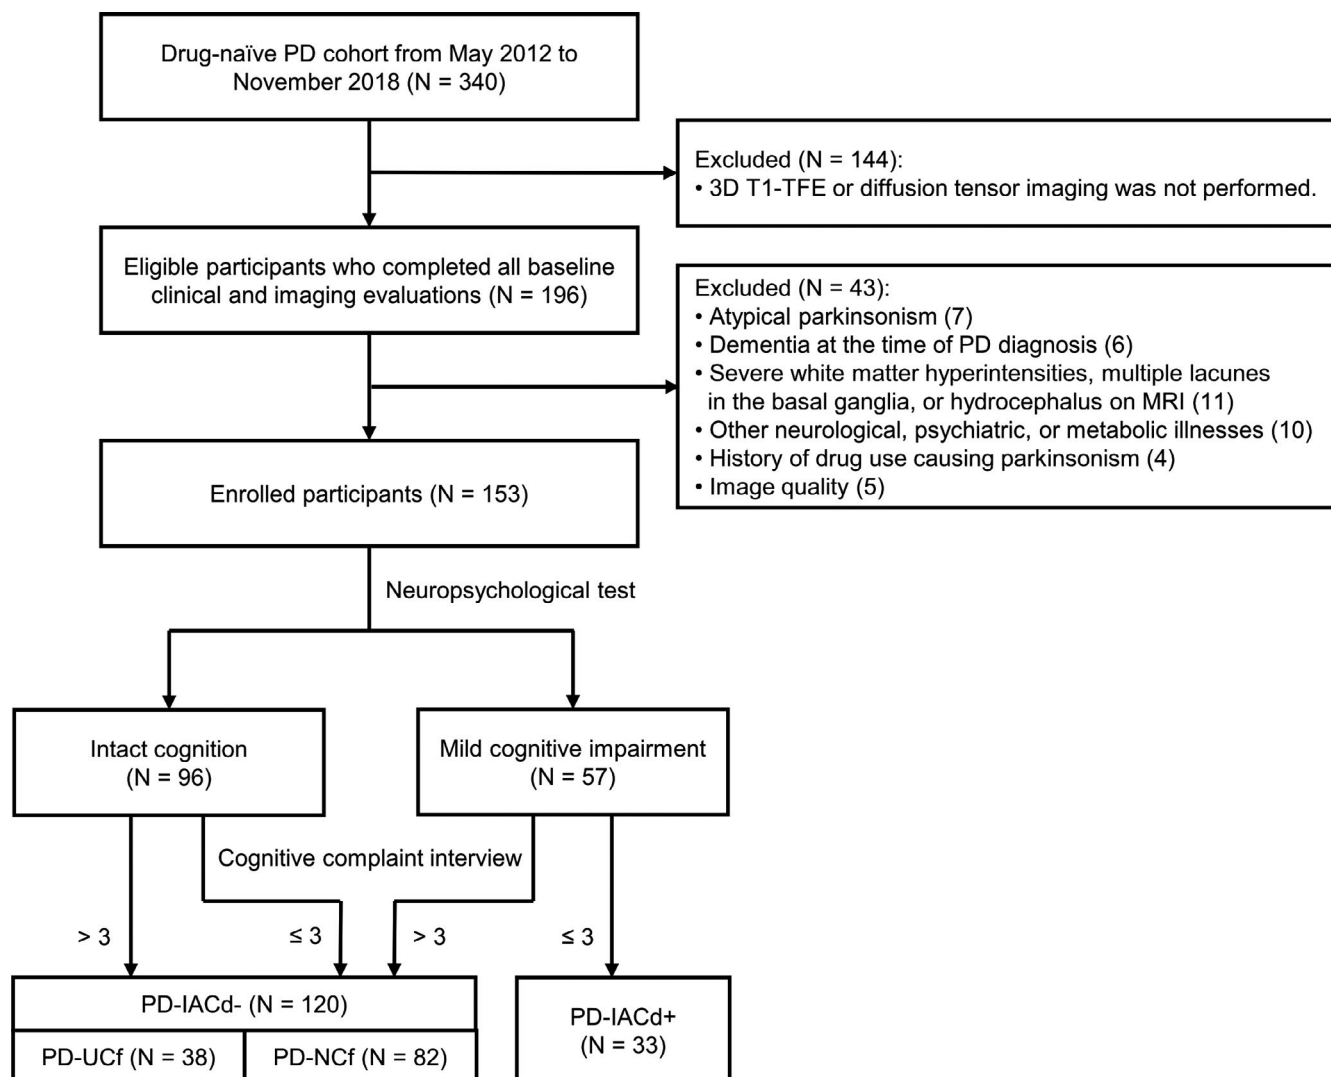 Drug-naïve PD cohort from May 2012 to
November 2018 (N = 340)
Excluded (N = 144):
• 3D T1-TFE or diffusion tensor imaging was not performed.
Eligible participants who completed all baseline
clinical and imaging evaluations (N = 196)
Excluded (N = 43):
• Atypical parkinsonism (7)
• Dementia at the time of PD diagnosis (6)
• Severe white matter hyperintensities, multiple lacunes
in the basal ganglia, or hydrocephalus on MRI (11)
• Other neurological, psychiatric, or metabolic illnesses (10)
• History of drug use causing parkinsonism (4)
• Image quality (5)
Enrolled participants (N = 153)
Neuropsychological test
Intact cognition
(N = 96)
Mild cognitive impairment
(N = 57)
Cognitive complaint interview
> 3
≤ 3
> 3
≤ 3
PD-IACd- (N = 120)
PD-UCf (N = 38)
PD-NCf (N = 82)
PD-IACd+
(N = 33)